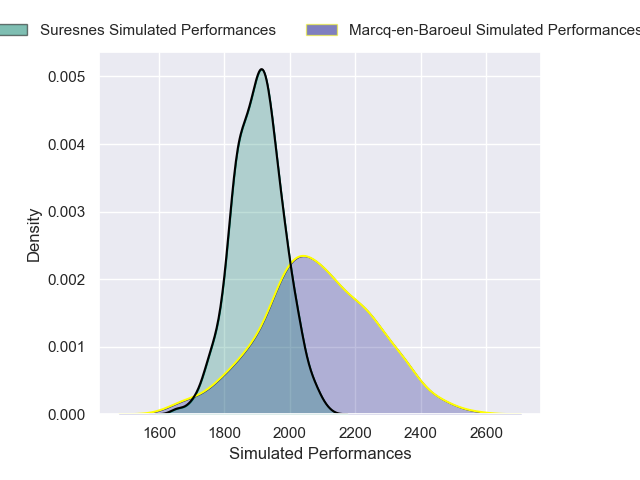 Suresnes Simulated Performances Marcq-en-Baroeul Simulated Performances
0.005
0.004
0.003
0.002
0.001
0.000
Density
1600 1800 2000 2200 2400 2600
Simulated Performances